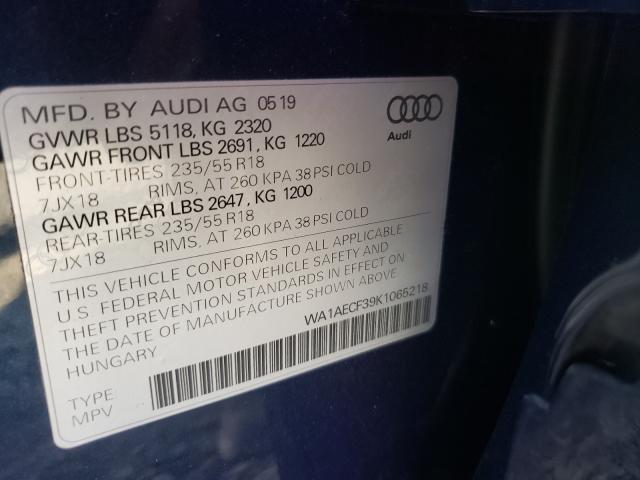 MFD. BY AUDI AG 0519
GVWR LBS 5118, KG 2320
GAWR FRONT LBS 2691, KG 1220
FRONT-TIRES 235/55 R18
7JX18 RIMS, AT 260 KPA 38 PSI COLD
GAWR REAR LBS 2647, KG 1200
REAR-TIRES 235/55 R18
7JX18 RIMS, AT 260 KPA 38 PSI COLD
Audi
THIS VEHICLE CONFORMS TO ALL APPLICABLE
U.S. FEDERAL MOTOR VEHICLE SAFETY AND
THEFT PREVENTION STANDARDS IN EFFECT ON
THE DATE OF MANUFACTURE SHOWN ABOVE
HUNGARY
WA1AECF39K1065218
TYPE
MPV